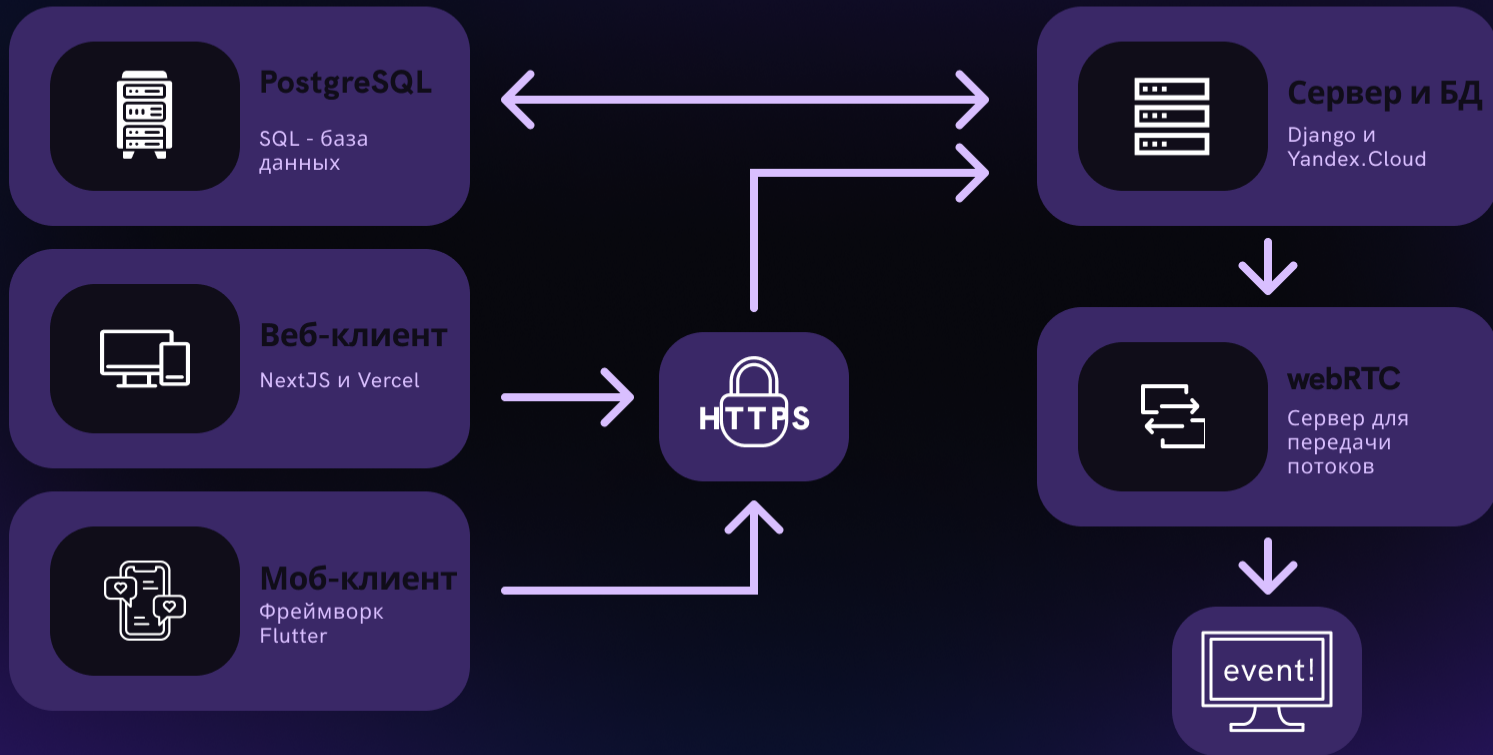 PostgreSQL
SQL - база
данных
Веб-клиент
NextJS и Vercel
Моб-клиент
Фреймворк
Flutter
HTTPS
Сервер и БД
Django и
Yandex.Cloud
webRTC
Сервер для
передачи
потоков
event!